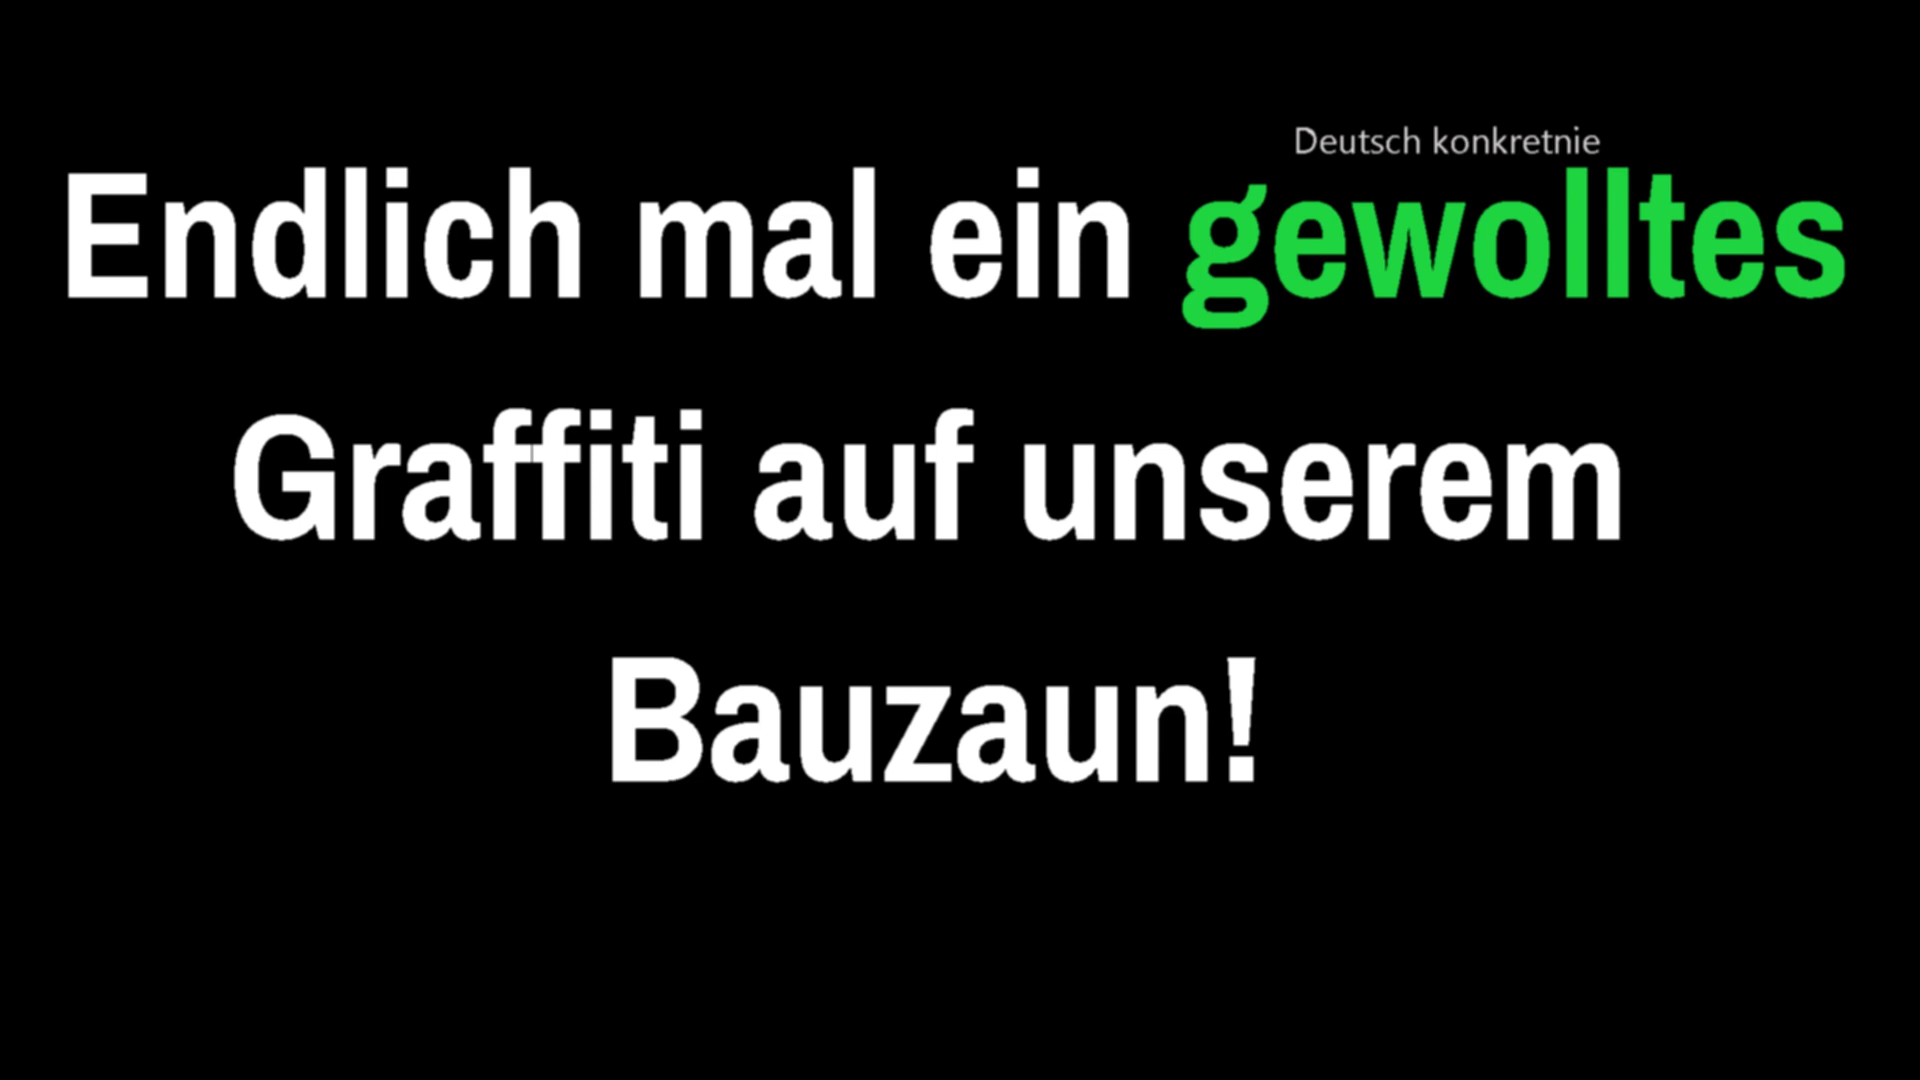 Deutsch konkretnie
Endlich mal ein gewolltes
Graffiti auf unserem
Bauzaun!